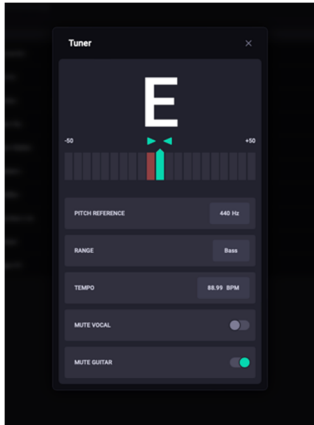 Tuner
E
-50 +50
PITCH REFERENCE 440 Hz
RANGE Bass
TEMPO 88.99 BPM
MUTE VOCAL
MUTE GUITAR